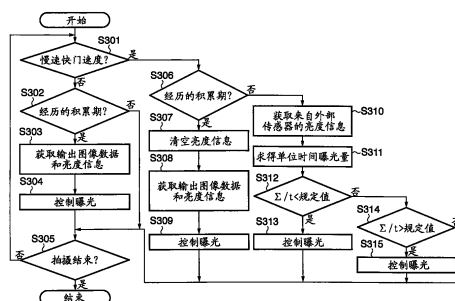 开始
S301
慢速快门速度?
是
否
S302
经历的积累期?
否
是
S303
获取输出图像数据
和亮度信息
S304
控制曝光
S305
否
拍摄结束?
是
结束
S306
经历的积累期?
否
是
S307
清空亮度信息
S308
获取输出图像数据
和亮度信息
S309
控制曝光
S310
获取来自外部
传感器的亮度信息
S311
求得单位时间曝光量
S312
Σ/t<规定值
否
是
S313
控制曝光
S314
Σ/t>规定值
否
是
S315
控制曝光